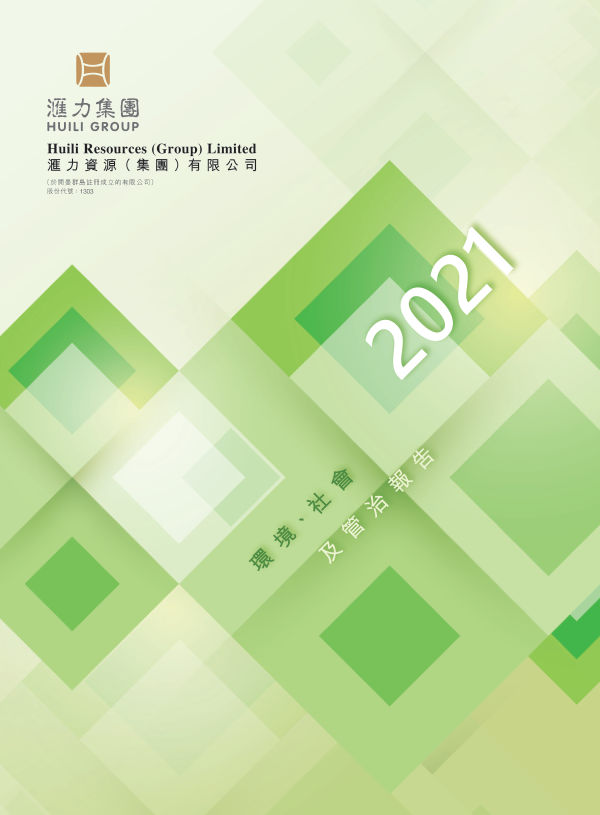 滙力集團
HUILI GROUP
Huili Resources (Group) Limited
滙力資源（集團）有限公司
（於開曼群島註冊成立的有限公司）
股份代號：1303
2021
環境、社會
及管治報告